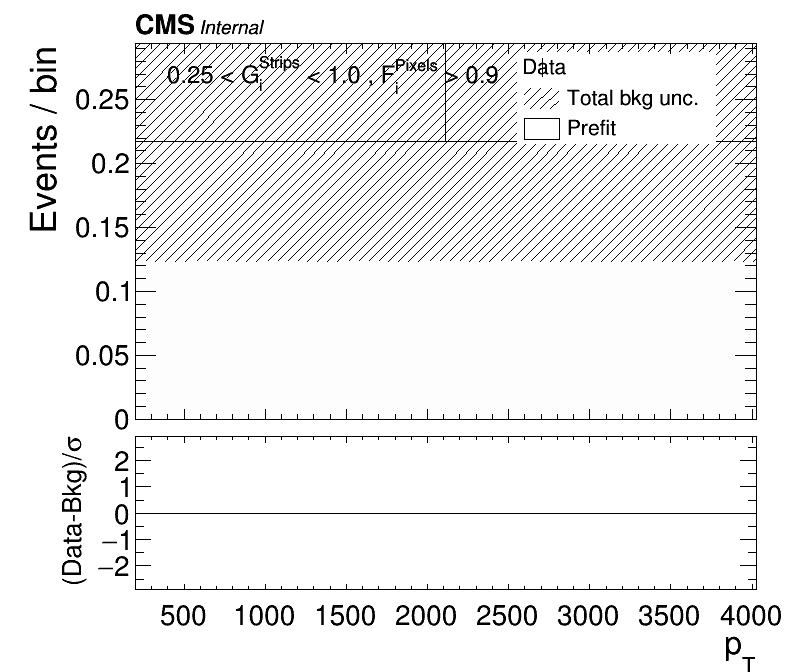 CMS Internal
0.25 < G_i^Strips < 1.0 , F_i^Pixels > 0.9
Data
Total bkg unc.
Prefit
Events / bin
0.25
0.2
0.15
0.1
0.05
0
(Data-Bkg)/σ
2
1
0
−1
−2
500 1000 1500 2000 2500 3000 3500 4000
p_T